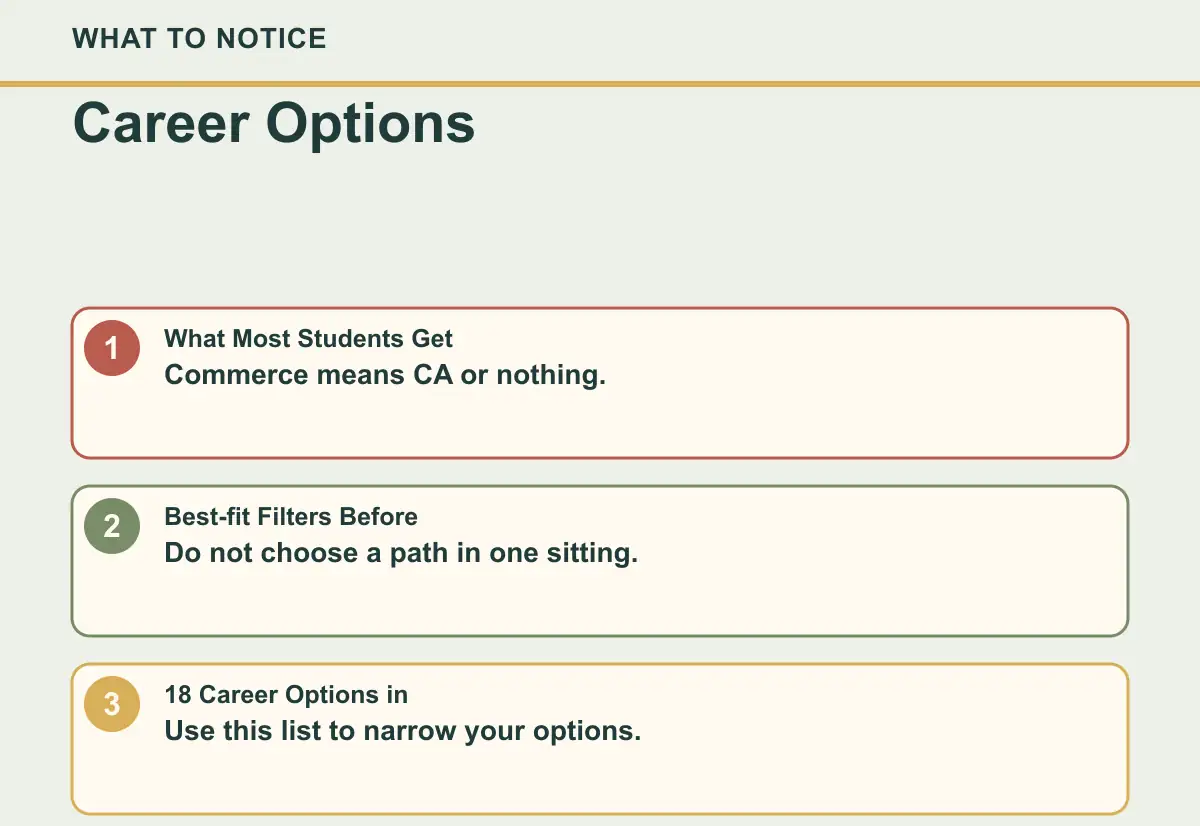 WHAT TO NOTICE
Career Options
1
What Most Students Get
Commerce means CA or nothing.
2
Best-fit Filters Before
Do not choose a path in one sitting.
3
18 Career Options in
Use this list to narrow your options.